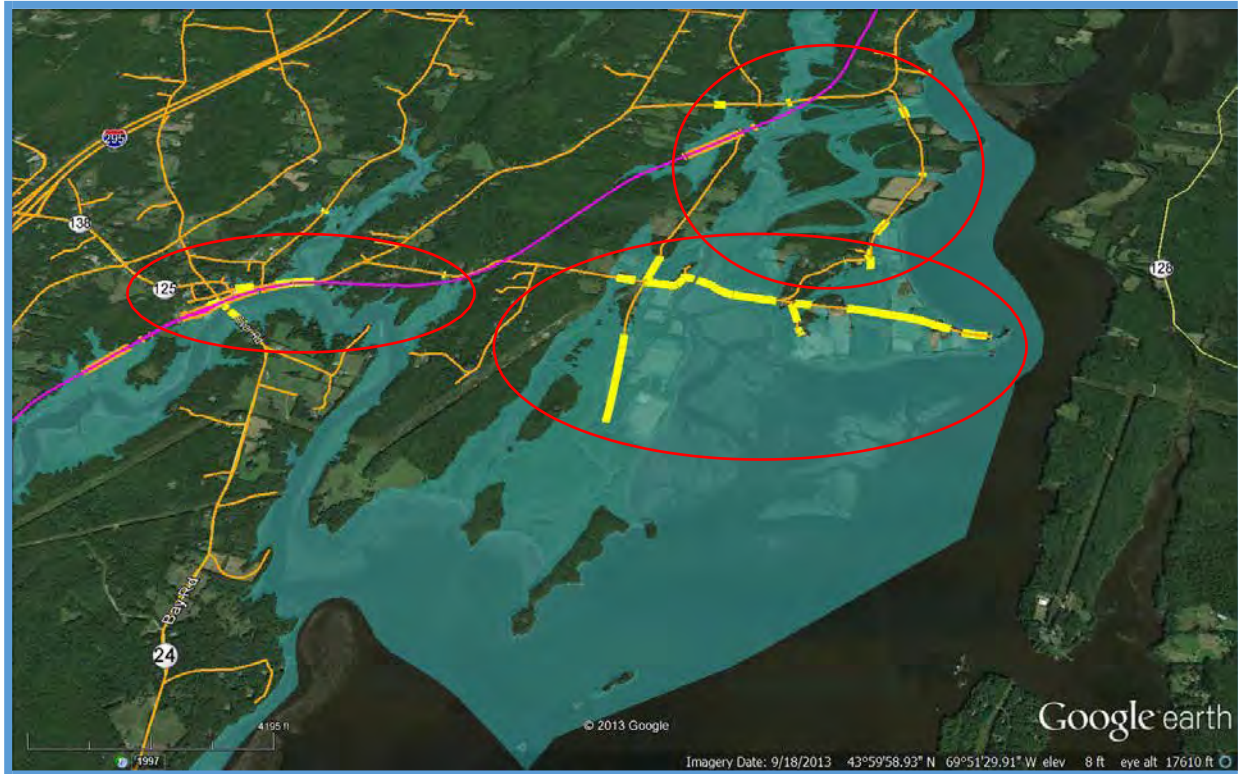 295
138
125
128
Bay Rd
24
4195 ft
© 2013 Google
Google earth
1997
Imagery Date: 9/18/2013 43°59'58.93" N 69°51'29.91" W elev 8 ft eye alt 17610 ft